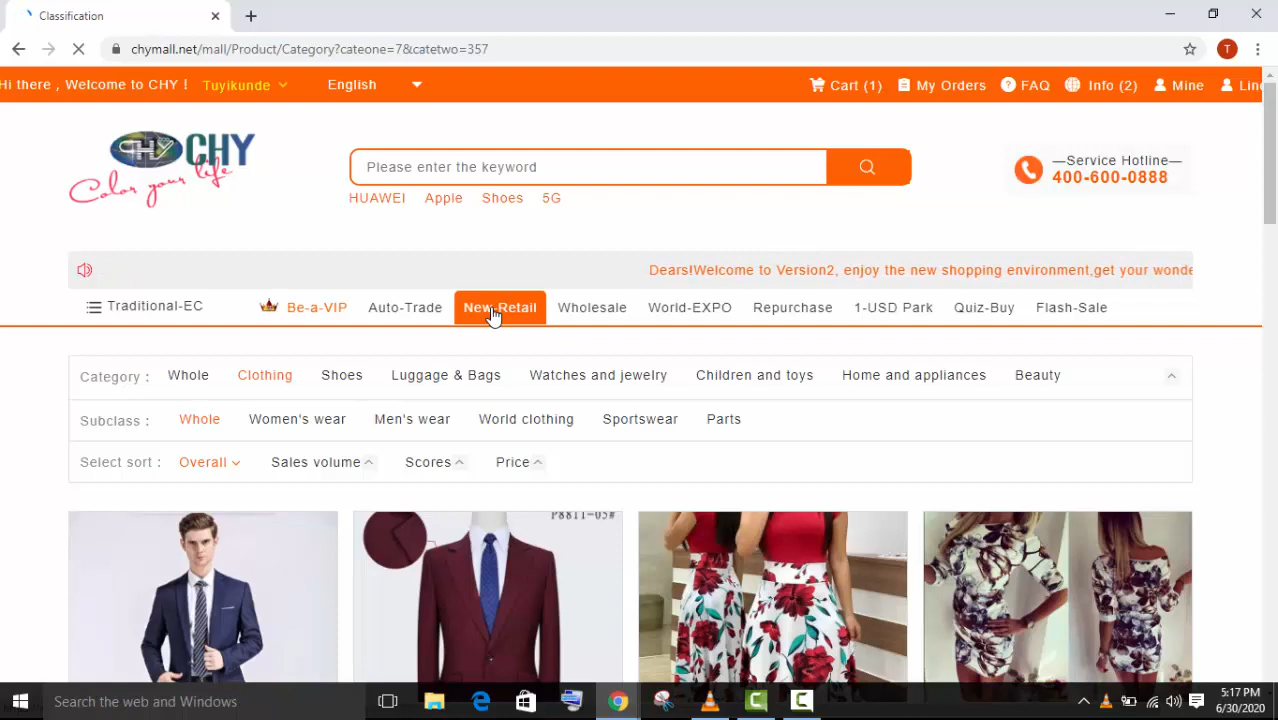 Classification
chymall.net/mall/Product/Category?cateone=7&catetwo=357
T
Hi there , Welcome to CHY !
Tuyikunde
English
Cart (1)
My Orders
FAQ
Info (2)
Mine
CHY
CHY
Color your life
Please enter the keyword
HUAWEI
Apple
Shoes
5G
—Service Hotline—
400-600-0888
Dears!Welcome to Version2, enjoy the new shopping environment,get your wonde
Traditional-EC
Be-a-VIP
Auto-Trade
New-Retail
Wholesale
World-EXPO
Repurchase
1-USD Park
Quiz-Buy
Flash-Sale
Category :
Whole
Clothing
Shoes
Luggage & Bags
Watches and jewelry
Children and toys
Home and appliances
Beauty
Subclass :
Whole
Women's wear
Men's wear
World clothing
Sportswear
Parts
Select sort :
Overall
Sales volume
Scores
Price
P8811-05#
Search the web and Windows
5:17 PM
6/30/2020